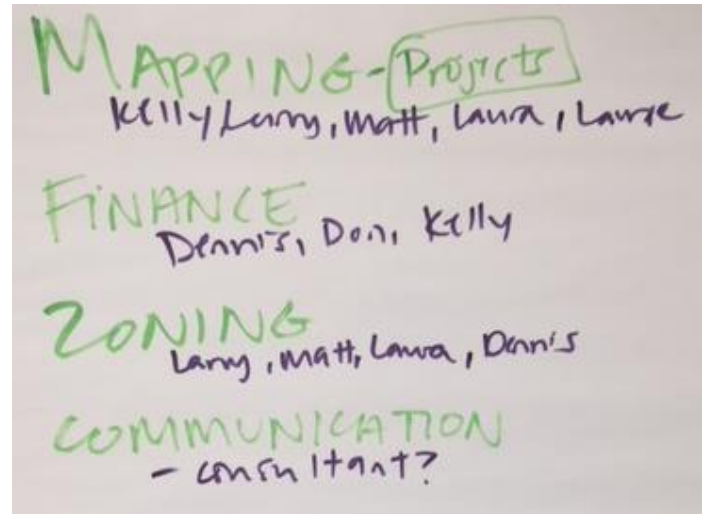 MAPPING - Projects
Kelly Larry, Matt, Laura, Laurie
FINANCE
Dennis, Don, Kelly
ZONING
Larry, Matt, Laura, Dennis
COMMUNICATION
- consultant?